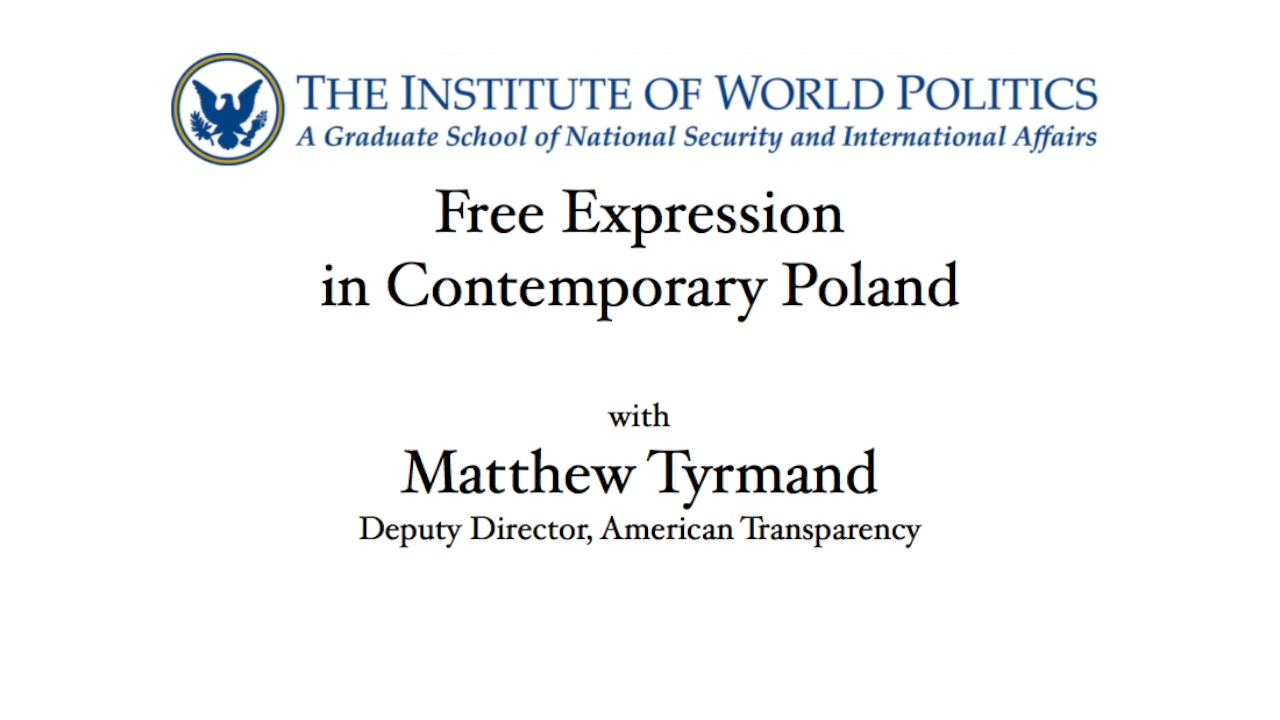 THE INSTITUTE OF WORLD POLITICS
A Graduate School of National Security and International Affairs
Free Expression
in Contemporary Poland
with
Matthew Tyrmand
Deputy Director, American Transparency